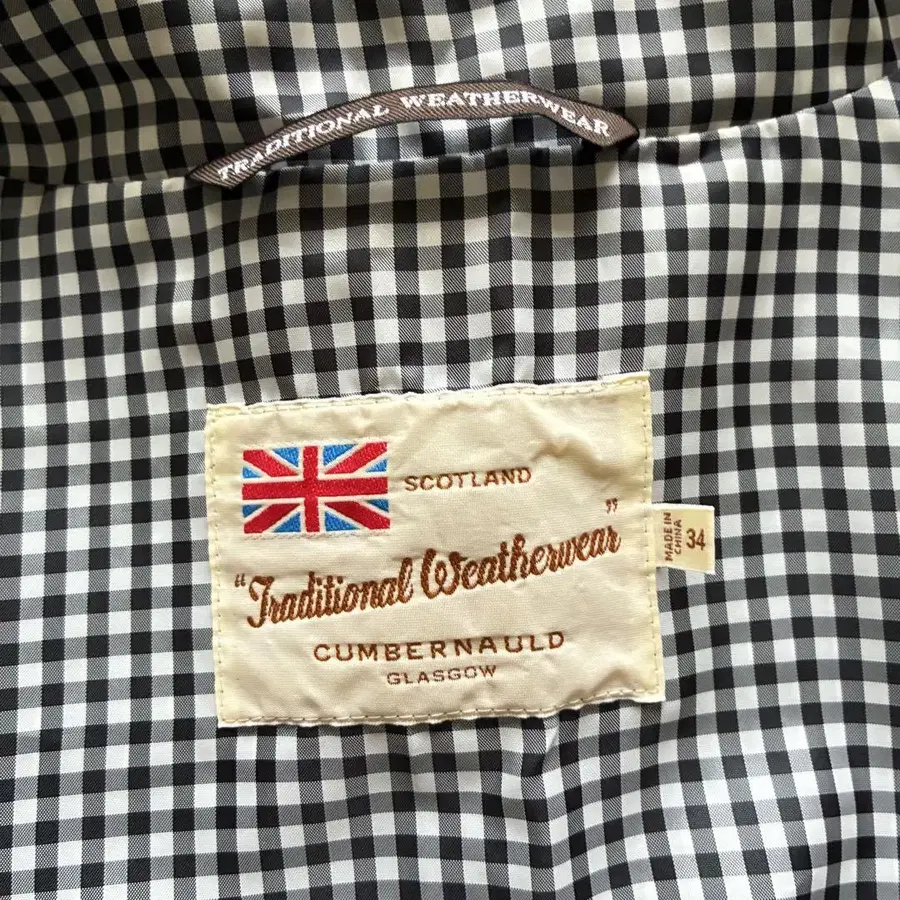 TRADITIONAL WEATHERWEAR
SCOTLAND
"Traditional Weatherwear"
CUMBERNAULD
GLASGOW
MADE IN
CHINA
34